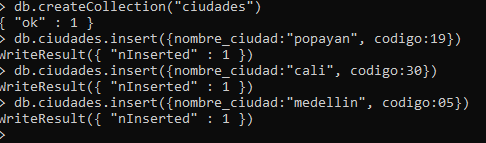 > db.createCollection("ciudades")
{ "ok" : 1 }
> db.ciudades.insert({nombre_ciudad:"popayan", codigo:19})
WriteResult({ "nInserted" : 1 })
> db.ciudades.insert({nombre_ciudad:"cali", codigo:30})
WriteResult({ "nInserted" : 1 })
> db.ciudades.insert({nombre_ciudad:"medellin", codigo:05})
WriteResult({ "nInserted" : 1 })
>